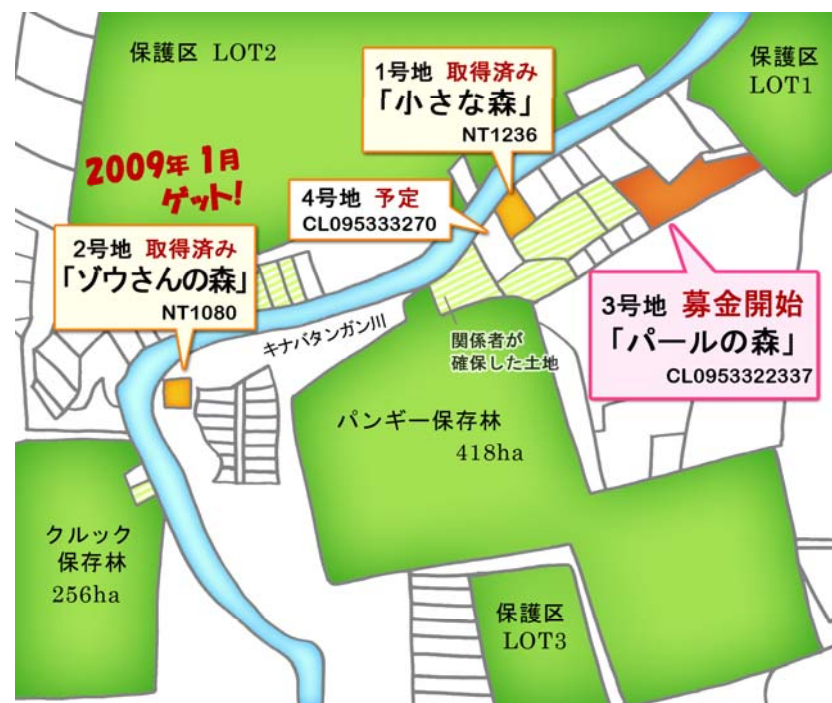 保護区 LOT2
1号地 取得済み
「小さな森」
NT1236
保護区
LOT1
2009年1月
ゲット!
4号地 予定
CL095333270
2号地 取得済み
「ゾウさんの森」
NT1080
キナバタンガン川
関係者が
確保した土地
3号地 募金開始
「パールの森」
CL0953322337
パンギー保存林
418ha
クルック
保存林
256ha
保護区
LOT3